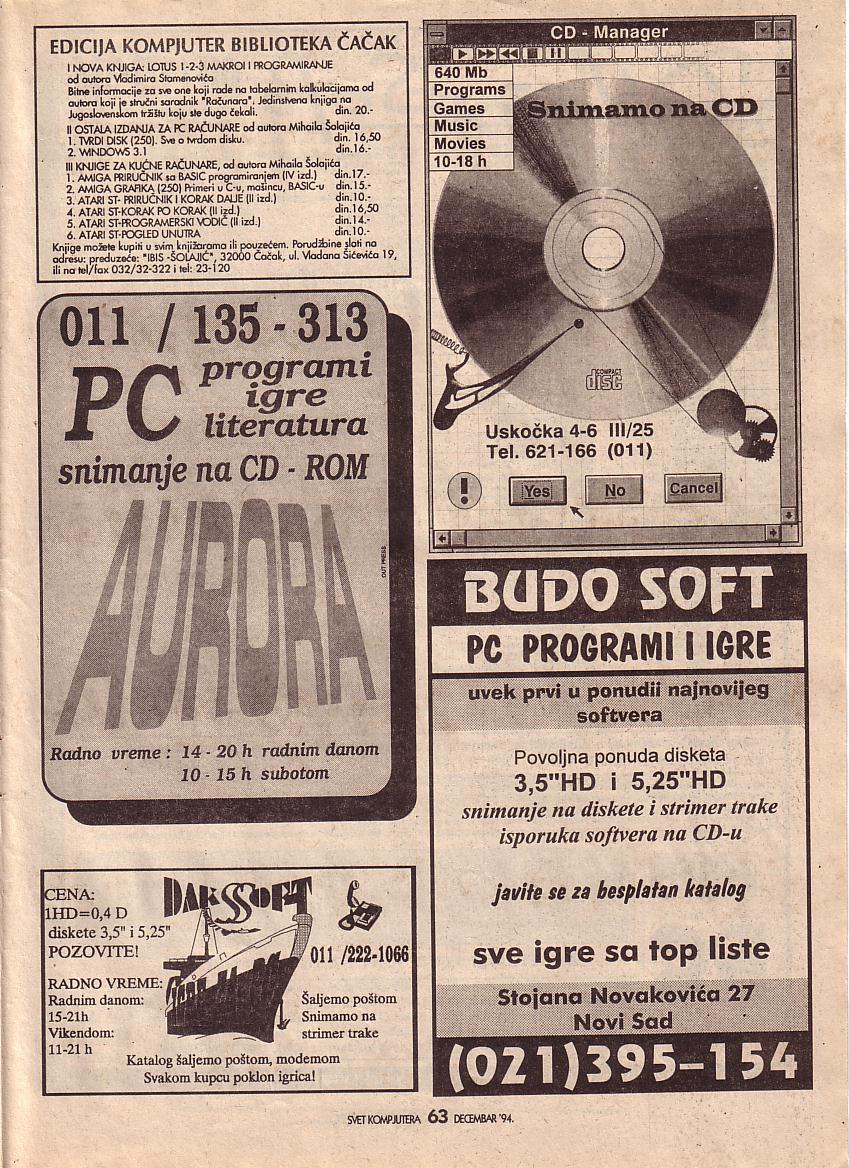 EDICIJA KOMPJUTER BIBLIOTEKA ČAČAK
I NOVA KNJIGA: LOTUS 1-2-3 MAKROI I PROGRAMIRANJE
od autora Vladimira Stamenovića
Bitne informacije za sve one koji rade na tabelarnim kalkulacijama od
autora koji je stručni saradnik "Računara". Jedinstvena knjiga na
Jugoslovenskom tržištu koju ste dugo čekali. din. 20.-
II OSTALA IZDANJA ZA PC RAČUNARE od autora Mihaila Šolajića
1. TVRDI DISK (250). Sve o tvrdom disku. din. 16,50
2. WINDOWS 3.1 din.16.-
III KNJIGE ZA KUĆNE RAČUNARE, od autora Mihaila Šolajića
1. AMIGA PRIRUČNIK sa BASIC programiranjem (IV izd.) din.17.-
2. AMIGA GRAFIKA (250) Primeri u C-u, mašincu, BASIC-u din.15.-
3. ATARI ST- PRIRUČNIK I KORAK DALJE (II izd.) din.10.-
4. ATARI ST-KORAK PO KORAK (II izd.) din.16,50
5. ATARI ST-PROGRAMERSKI VODIČ (II izd.) din.14.-
6. ATARI ST-POGLED UNUTRA din.10.-
Knjige možete kupiti u svim knjižarama ili pouzećem. Porudžbine slati na
adresu: preduzeće: "IBIS -ŠOLAJIĆ", 32000 Čačak, ul. Vladana Šićevića 19,
ili na tel/fax 032/32-322 i tel: 23-120
011 / 135 - 313
PC programi
igre
literatura
snimanje na CD - ROM
AURORA
OUT PRESS
Radno vreme : 14 - 20 h radnim danom
10 - 15 h subotom
CENA:
1HD=0,4 D
diskete 3,5" i 5,25"
POZOVITE!
RADNO VREME:
Radnim danom:
15-21h
Vikendom:
11-21 h
DAKSSOFT
011 /222-1066
Šaljemo poštom
Snimamo na
strimer trake
Katalog šaljemo poštom, modemom
Svakom kupcu poklon igrica!
CD - Manager
640 Mb
Programs
Games
Music
Movies
10-18 h
Snimamo na CD
COMPACT
disc
Uskočka 4-6 III/25
Tel. 621-166 (011)
!
Yes No Cancel
BUDO SOFT
PC PROGRAMI I IGRE
uvek prvi u ponudii najnovijeg
softvera
Povoljna ponuda disketa
3,5"HD i 5,25"HD
snimanje na diskete i strimer trake
isporuka softvera na CD-u
javite se za besplatan katalog
sve igre sa top liste
Stojana Novakovića 27
Novi Sad
(021)395-154
SVET KOMPJUTERA 63 DECEMBAR '94.